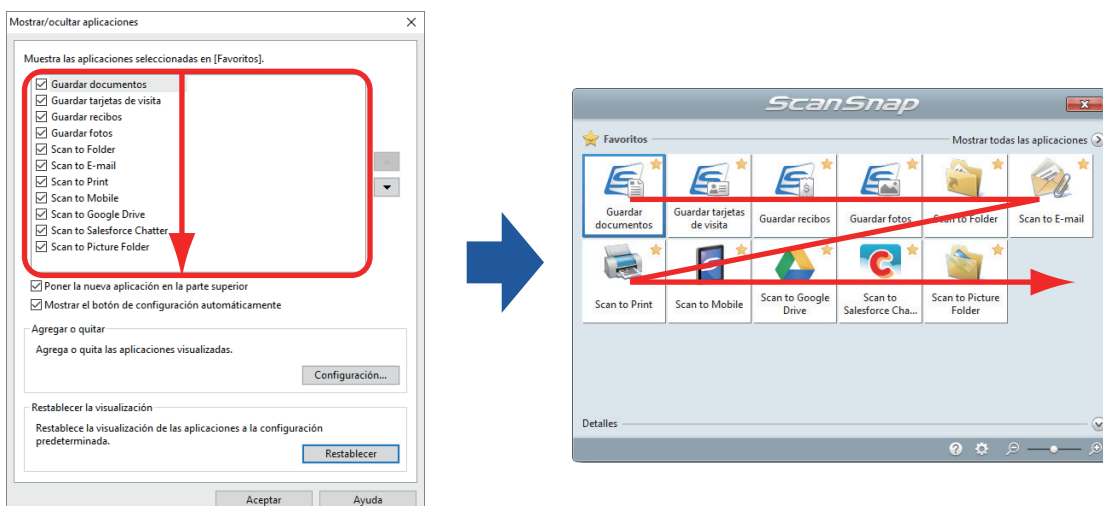 Mostrar/ocultar aplicaciones
Muestra las aplicaciones seleccionadas en [Favoritos].
Guardar documentos
Guardar tarjetas de visita
Guardar recibos
Guardar fotos
Scan to Folder
Scan to E-mail
Scan to Print
Scan to Mobile
Scan to Google Drive
Scan to Salesforce Chatter
Scan to Picture Folder
Poner la nueva aplicación en la parte superior
Mostrar el botón de configuración automáticamente
Agregar o quitar
Agrega o quita las aplicaciones visualizadas.
Configuración...
Restablecer la visualización
Restablece la visualización de las aplicaciones a la configuración
predeterminada.
Restablecer
Aceptar Ayuda
ScanSnap
Favoritos Mostrar todas las aplicaciones
Guardar
documentos
Guardar tarjetas
de visita
Guardar recibos
Guardar fotos
Scan to Folder
Scan to E-mail
Scan to Print
Scan to Mobile
Scan to Google
Drive
Scan to
Salesforce Cha...
Scan to Picture
Folder
Detalles